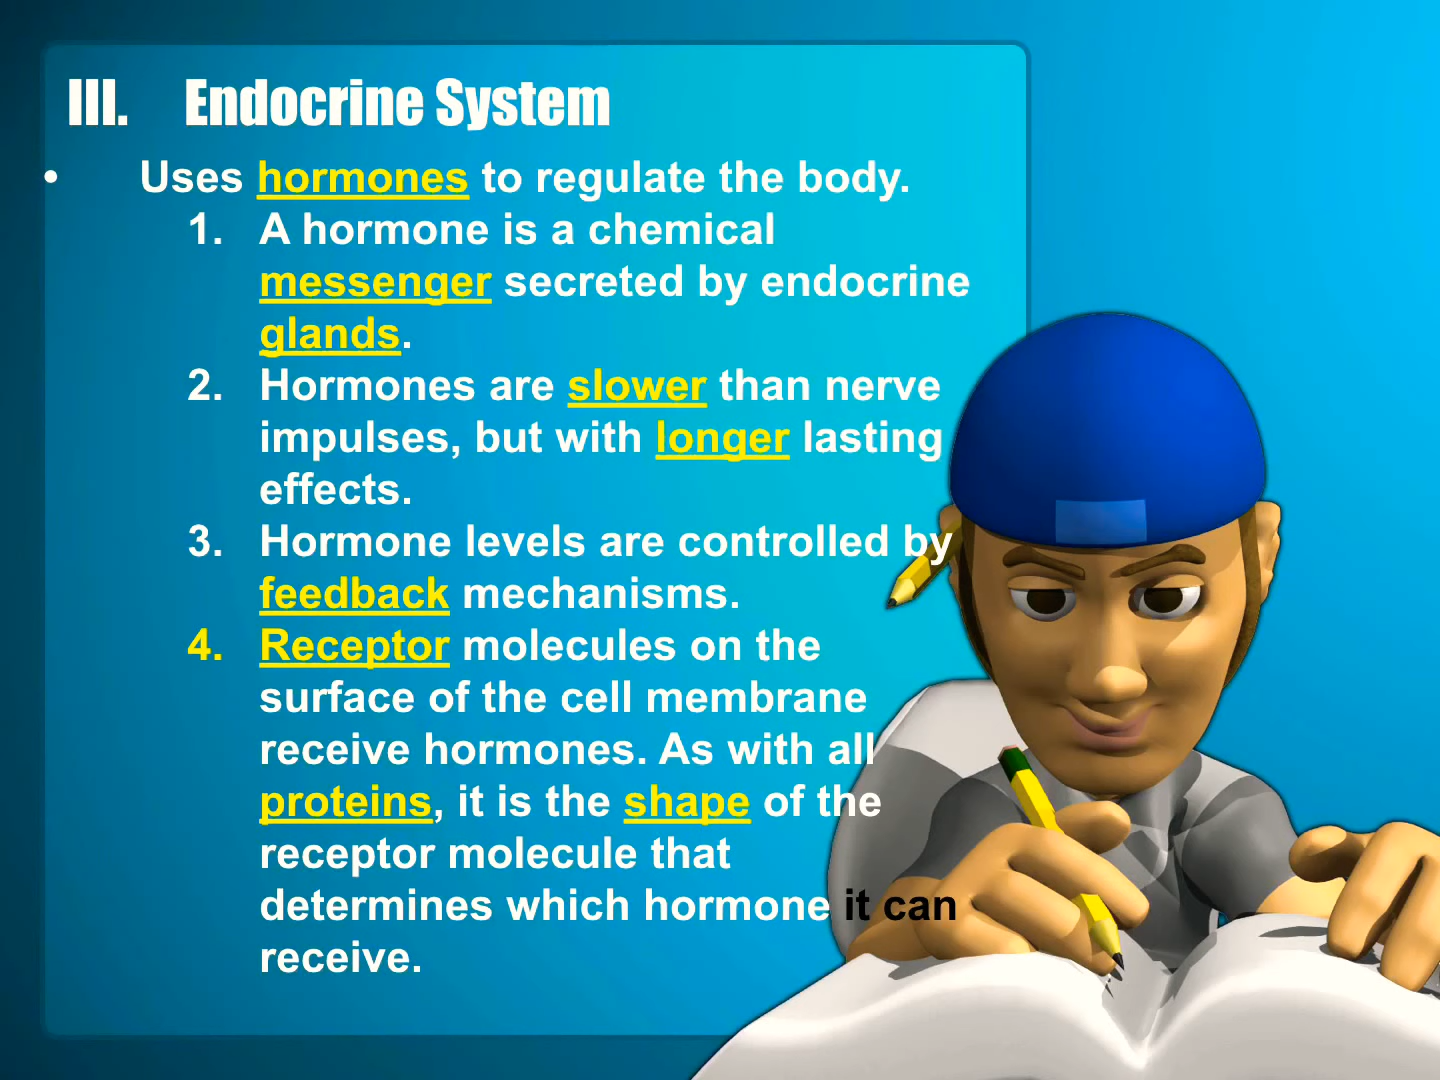 III. Endocrine System
• Uses hormones to regulate the body.
1. A hormone is a chemical
messenger secreted by endocrine
glands.
2. Hormones are slower than nerve
impulses, but with longer lasting
effects.
3. Hormone levels are controlled by
feedback mechanisms.
4. Receptor molecules on the
surface of the cell membrane
receive hormones. As with all
proteins, it is the shape of the
receptor molecule that
determines which hormone it can
receive.